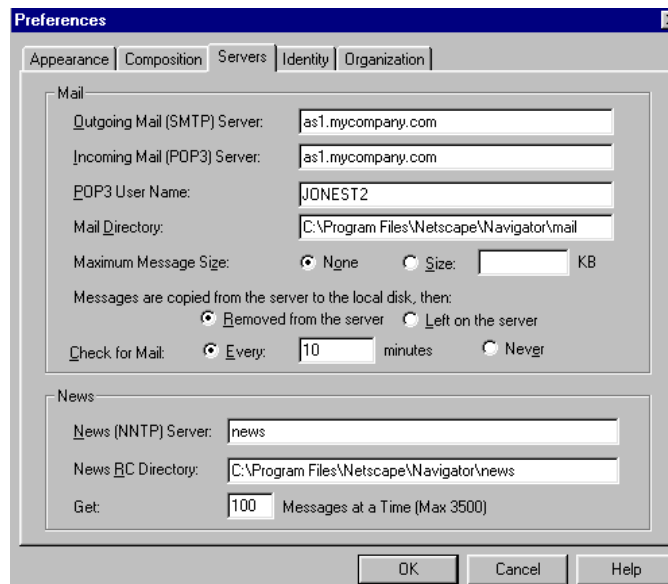 Preferences
Appearance Composition Servers Identity Organization
Mail
Outgoing Mail (SMTP) Server: as1.mycompany.com
Incoming Mail (POP3) Server: as1.mycompany.com
POP3 User Name: JONEST2
Mail Directory: C:\Program Files\Netscape\Navigator\mail
Maximum Message Size: None Size: KB
Messages are copied from the server to the local disk, then:
Removed from the server Left on the server
Check for Mail: Every: 10 minutes Never
News
News (NNTP) Server: news
News RC Directory: C:\Program Files\Netscape\Navigator\news
Get: 100 Messages at a Time (Max 3500)
OK Cancel Help